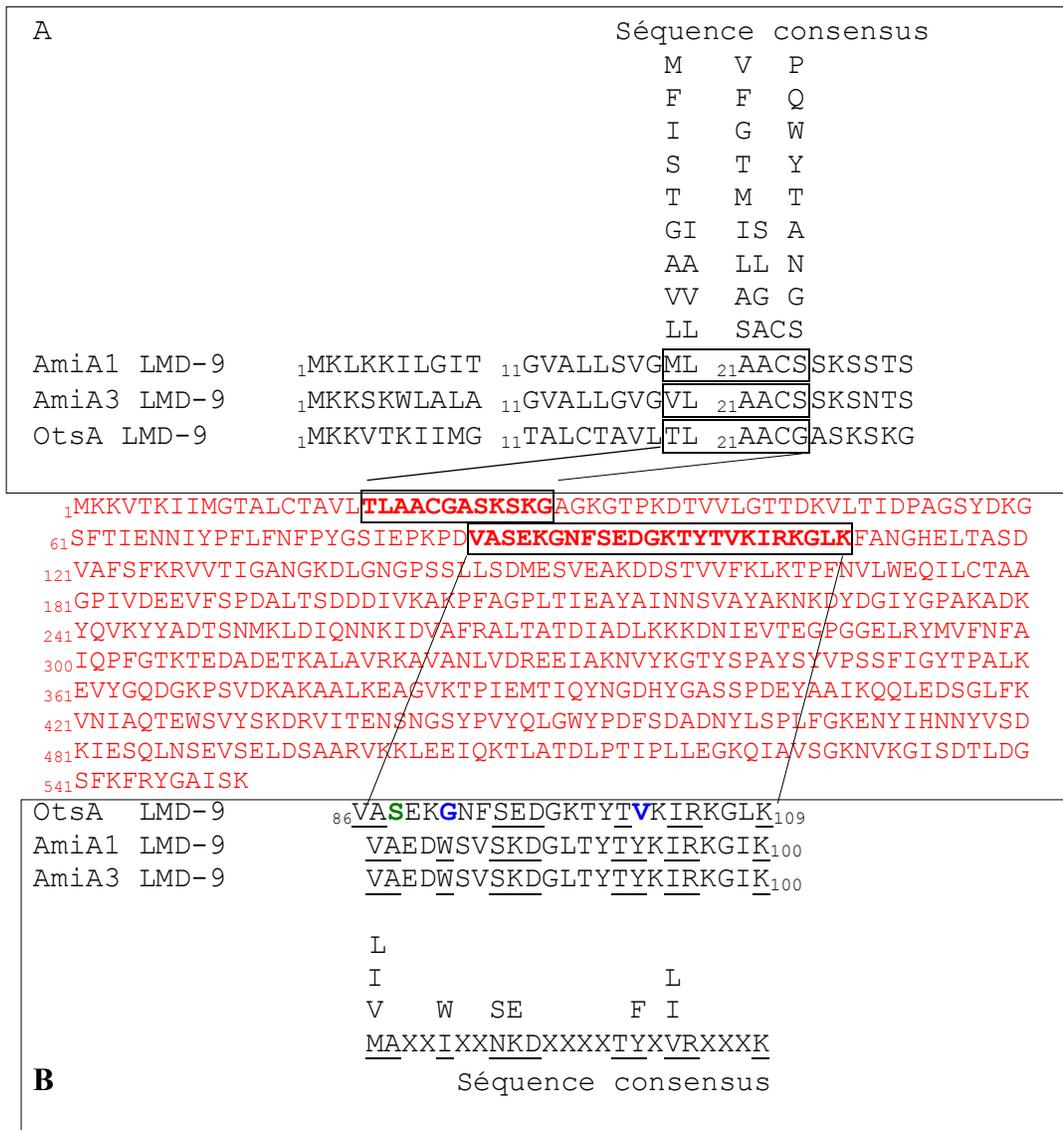 A
Séquence consensus
M V P
F F Q
I G W
S T Y
T M T
GI IS A
AA LL N
VV AG G
LL SACS
AmiA1 LMD-9 1MKLKKILGIT 11GVALLSVGML 21AACSSKSSTS
AmiA3 LMD-9 1MKKSKWLALA 11GVALLGVGVL 21AACSSKSNTS
OtsA LMD-9 1MKKVTKIIMG 11TALCTAVLTL 21AACGASKSKG
1MKKVTKIIMGTALCTAVLTLAACGASKSKGAGKGTPKDTVVLGTTDKVLTIDPAGSYDKG
61SFTIENNIYPFLFNFPYGSIEPKPDVASEKGNFSEDGKTYTVKIRKGLKFANGHELTASD
121VAFSFKRVVTIGANGKDLGNGPSSLLSDMESVEAKDDSTVVFKLKTPFNVLWEQILCTAA
181GPIVDEEVFSPDALTSDDDIVKAKPFAGPLTIEAYAINNSVAYAKNKDYDGIYGPAKADK
241YQVKYYADTSNMKLDIQNNKIDVAFRALTATDIADLKKKDNIEVTEGPGGELRYMVFNFA
300IQPFGTKTEDADETKALAVRKAVANLVDREEIAKNVYKGTYSPAYSYVPSSFIGYTPALK
361EVYGQDGKPSVDKAKAALKEAGVKTPIEMTIQYNGDHYGASSPDEYAAIKQQLEDSGLFK
421VNIAQTEWSVYSKDRVITENSNGSYPVYQLGWYPDFSDADNYLSPLFGKENYIHNNYVSD
481KIESQLNSEVSELDSAARVKKLEEIQKTLATDLPTIPLLEGKQIAVSGKNVKGISDTLDG
541SFKFRYGAISK
OtsA LMD-9 86VASEKGNFSEDGKTYTVKIRKGLK109
AmiA1 LMD-9 VAEDWSVSKDGLTYTYKIRKGIK100
AmiA3 LMD-9 VAEDWSVSKDGLTYTYKIRKGIK100
L
I L
V W SE F I
MAXXIXXNKDXXXXTYXVRXXXK
B Séquence consensus